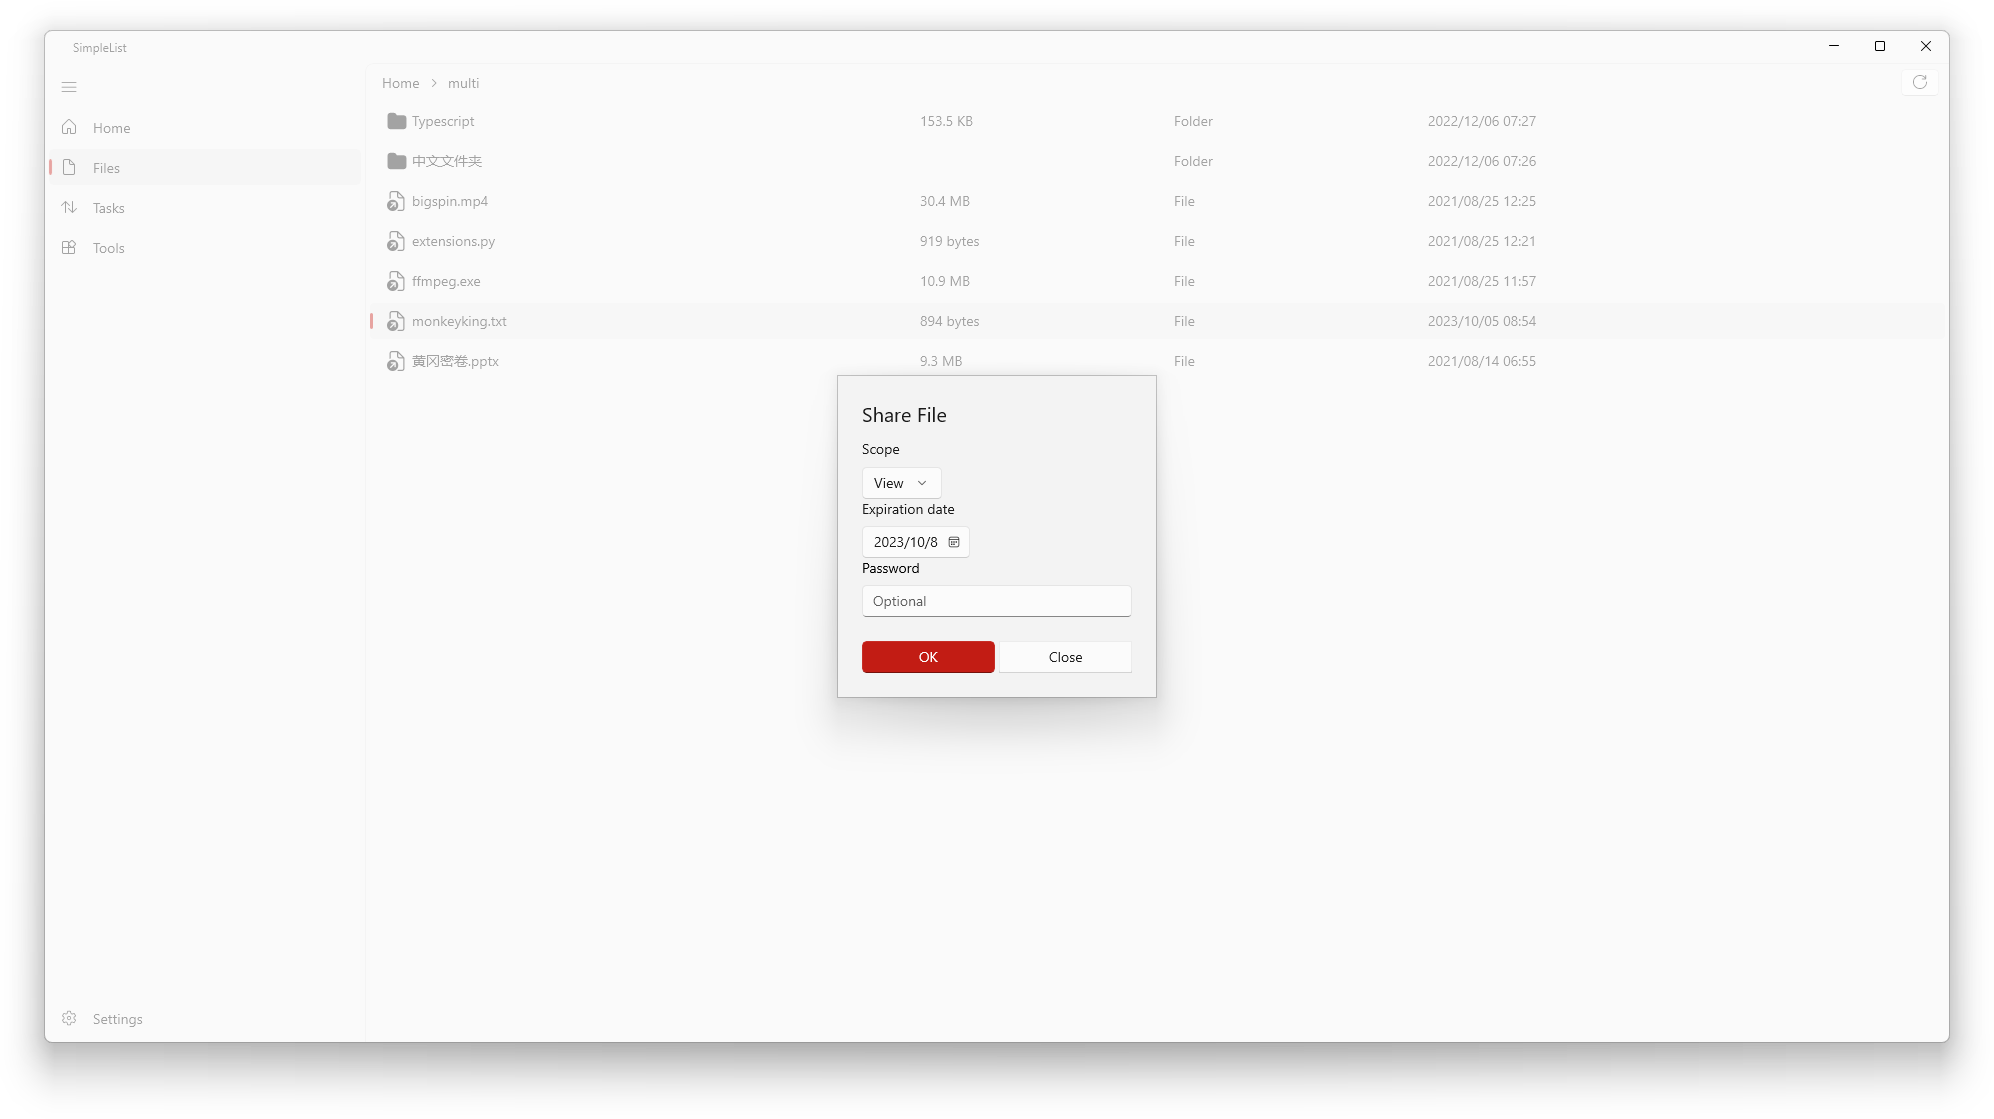 SimpleList
Home
Files
Tasks
Tools
Settings
Home > multi
Typescript 153.5 KB Folder 2022/12/06 07:27
中文文件夹 Folder 2022/12/06 07:26
bigspin.mp4 30.4 MB File 2021/08/25 12:25
extensions.py 919 bytes File 2021/08/25 12:21
ffmpeg.exe 10.9 MB File 2021/08/25 11:57
monkeyking.txt 894 bytes File 2023/10/05 08:54
黄冈密卷.pptx 9.3 MB File 2021/08/14 06:55
Share File
Scope
View
Expiration date
2023/10/8
Password
Optional
OK Close